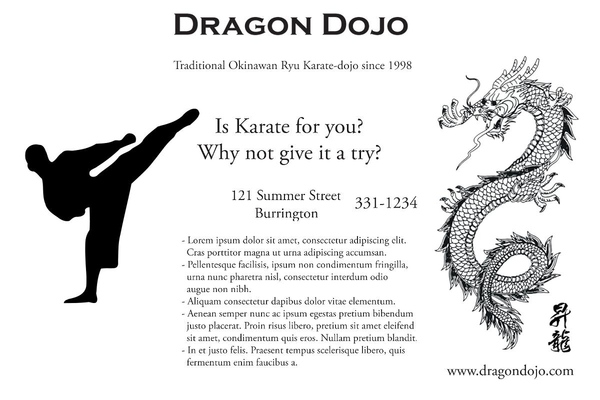 DRAGON DOJO
Traditional Okinawan Ryu Karate-dojo since 1998
Is Karate for you?
Why not give it a try?
121 Summer Street
Burrington
331-1234
- Lorem ipsum dolor sit amet, consectetur adipiscing elit.
Cras porttitor magna ut urna adipiscing accumsan.
- Pellentesque facilisis, ipsum non condimentum fringilla,
urna nunc pharetra nisl, consectetur interdum odio
augue non nibh.
- Aliquam consectetur dapibus dolor vitae elementum.
- Aenean semper nunc ac ipsum egestas pretium bibendum
justo placerat. Proin risus libero, pretium sit amet eleifend
sit amet, condimentum quis eros. Nullam pretium blandit.
- In et justo felis. Praesent tempus scelerisque libero, quis
fermentum enim faucibus a.
昇龍
www.dragondojo.com